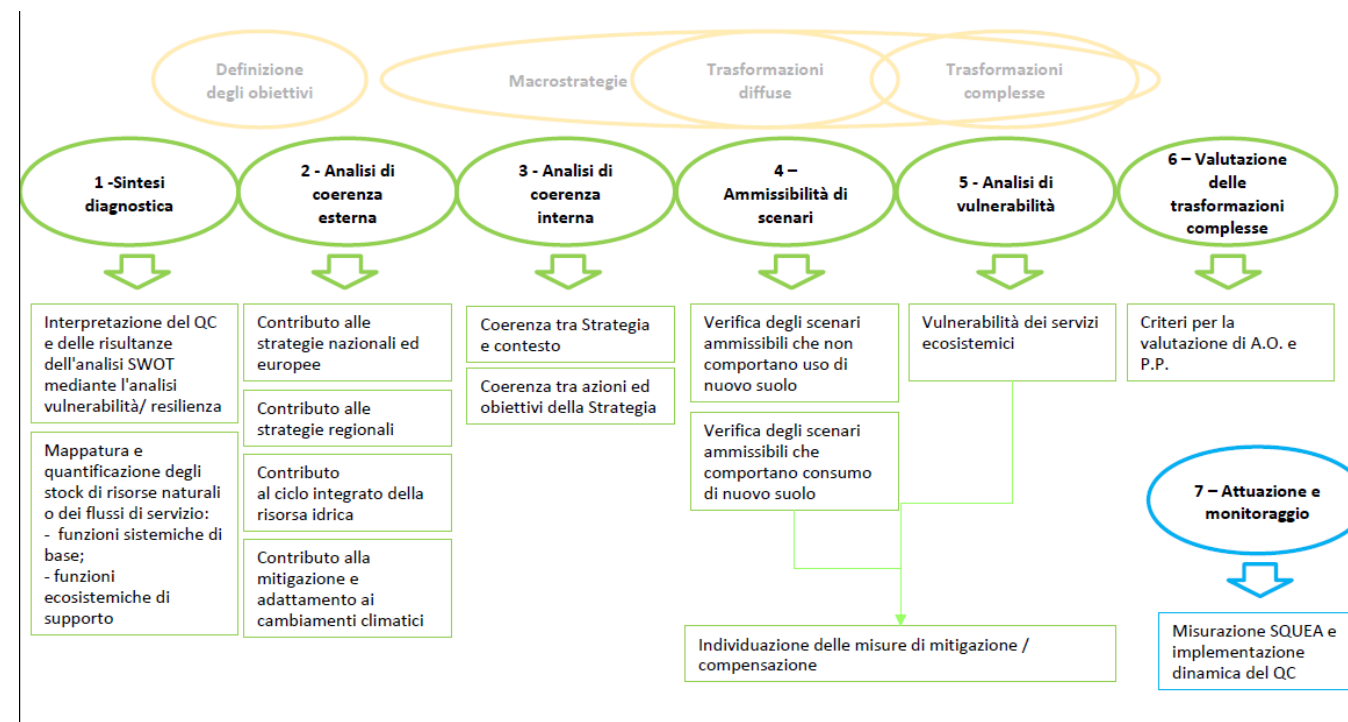 Definizione
degli obiettivi
Macrostrategie
Trasformazioni
diffuse
Trasformazioni
complesse
1 -Sintesi
diagnostica
2 - Analisi di
coerenza
esterna
3 - Analisi di
coerenza
interna
4 –
Ammissibilità di
scenari
5 - Analisi di
vulnerabilità
6 – Valutazione
delle
trasformazioni
complesse
Interpretazione del QC
e delle risultanze
dell'analisi SWOT
mediante l'analisi
vulnerabilità/ resilienza
Mappatura e
quantificazione degli
stock di risorse naturali
o dei flussi di servizio:
- funzioni sistemiche di
base;
- funzioni
ecosistemiche di
supporto
Contributo alle
strategie nazionali ed
europee
Contributo alle
strategie regionali
Contributo
al ciclo integrato della
risorsa idrica
Contributo alla
mitigazione e
adattamento ai
cambiamenti climatici
Coerenza tra Strategia
e contesto
Coerenza tra azioni ed
obiettivi della Strategia
Verifica degli scenari
ammissibili che non
comportano uso di
nuovo suolo
Verifica degli scenari
ammissibili che
comportano consumo
di nuovo suolo
Vulnerabilità dei servizi
ecosistemici
Criteri per la
valutazione di A.O. e
P.P.
7 – Attuazione e
monitoraggio
Individuazione delle misure di mitigazione /
compensazione
Misurazione SQUEA e
implementazione
dinamica del QC